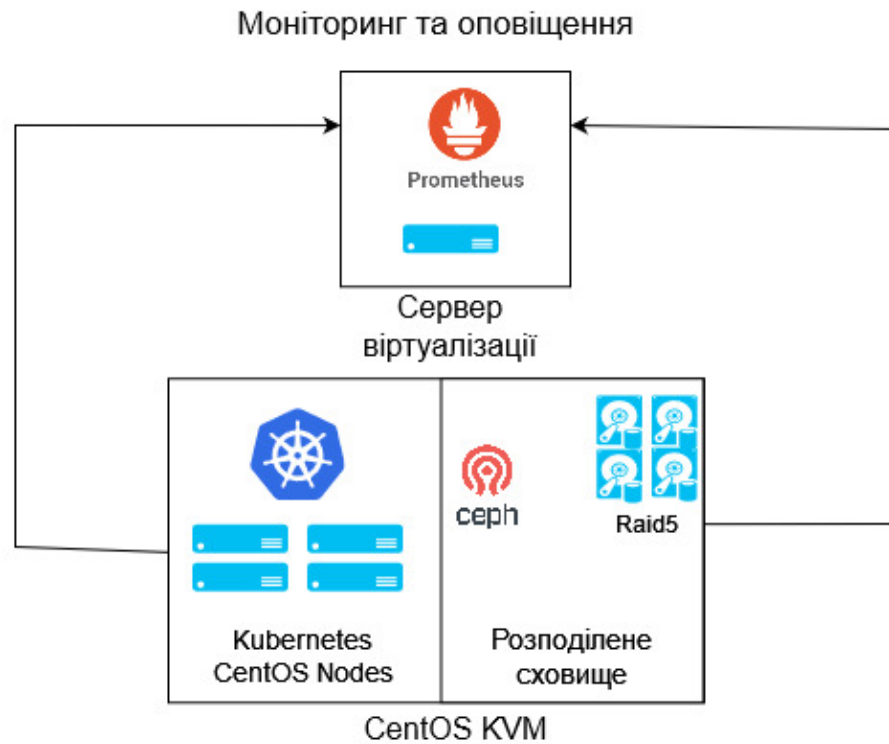 Моніторинг та оповіщення
Prometheus
Сервер
віртуалізації
ceph
Raid5
Kubernetes
CentOS Nodes
Розподілене
сховище
CentOS KVM